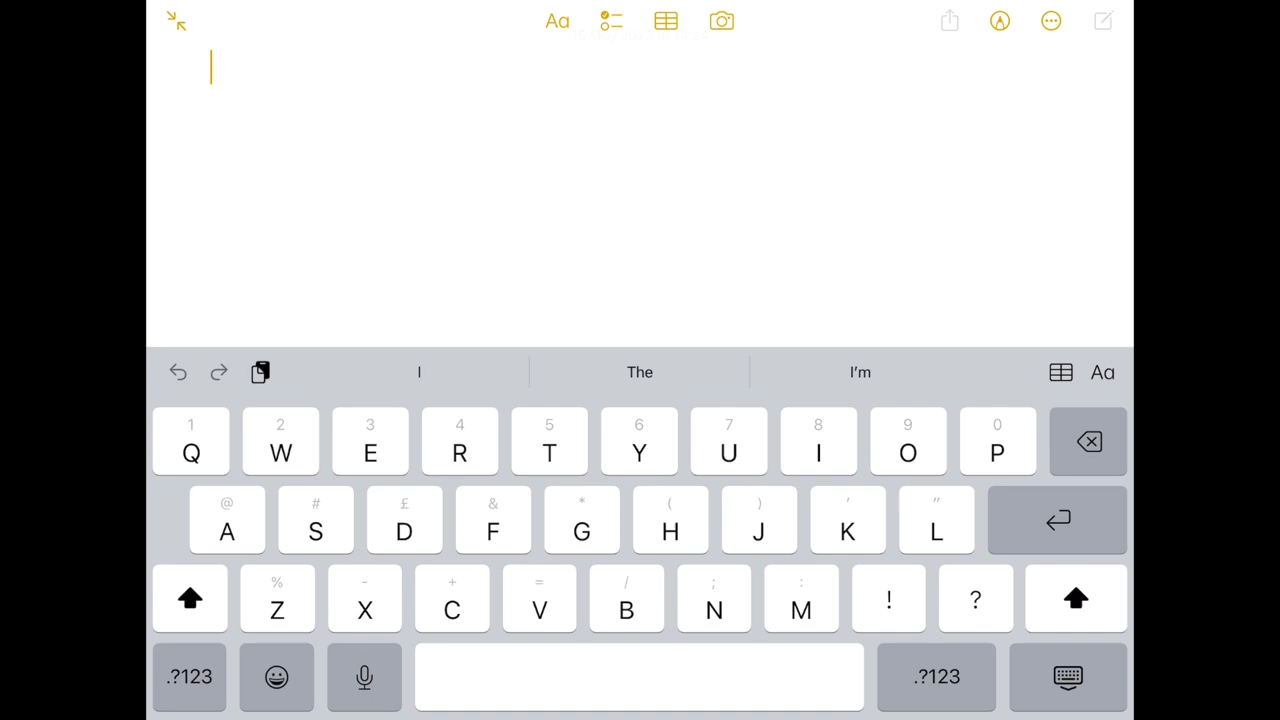 Aa
I The I'm Aa
1 2 3 4 5 6 7 8 9 0
Q W E R T Y U I O P
@ # £ & * ( ) ' "
A S D F G H J K L
% - + = / ; :
Z X C V B N M ! ?
.?123 .?123